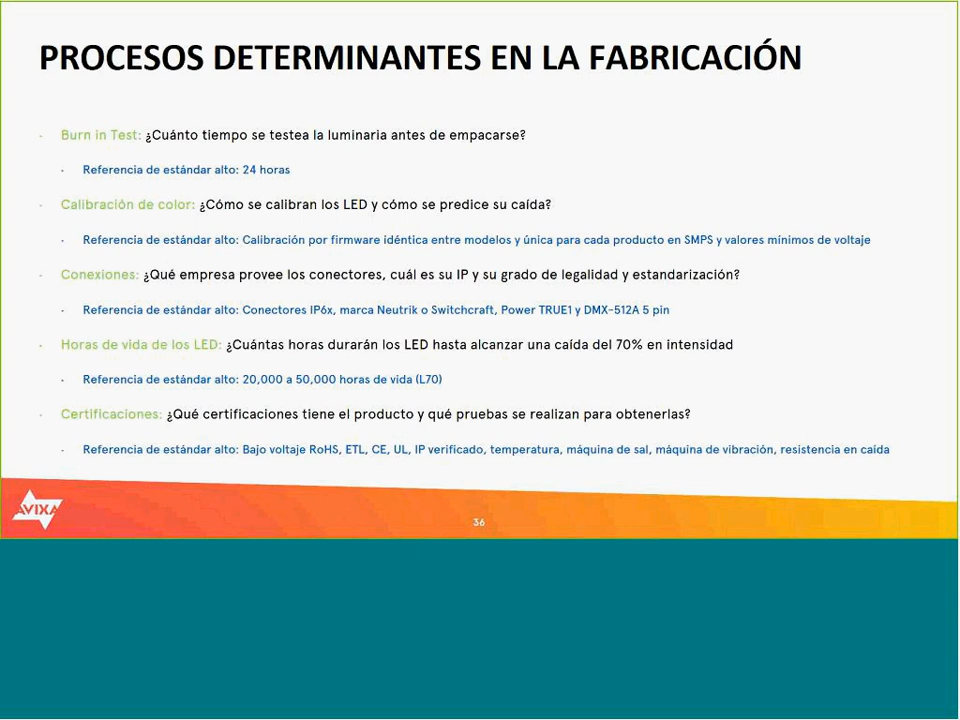 PROCESOS DETERMINANTES EN LA FABRICACIÓN
Burn in Test: ¿Cuánto tiempo se testea la luminaria antes de empacarse?
Referencia de estándar alto: 24 horas
Calibración de color: ¿Cómo se calibran los LED y cómo se predice su caída?
Referencia de estándar alto: Calibración por firmware idéntica entre modelos y única para cada producto en SMPS y valores mínimos de voltaje
Conexiones: ¿Qué empresa provee los conectores, cuál es su IP y su grado de legalidad y estandarización?
Referencia de estándar alto: Conectores IP6x, marca Neutrik o Switchcraft, Power TRUE1 y DMX-512A 5 pin
Horas de vida de los LED: ¿Cuántas horas durarán los LED hasta alcanzar una caída del 70% en intensidad
Referencia de estándar alto: 20,000 a 50,000 horas de vida (L70)
Certificaciones: ¿Qué certificaciones tiene el producto y qué pruebas se realizan para obtenerlas?
Referencia de estándar alto: Bajo voltaje RoHS, ETL, CE, UL, IP verificado, temperatura, máquina de sal, máquina de vibración, resistencia en caída
AVIXA
36